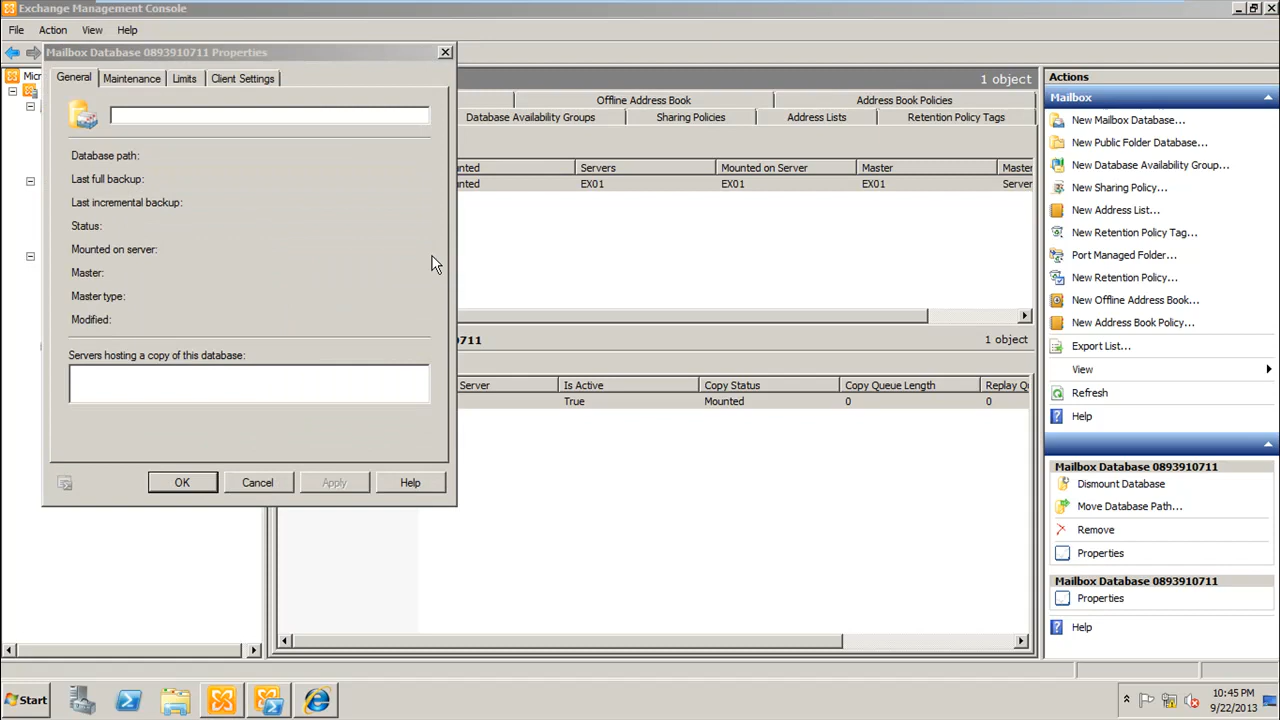 Exchange Management Console
File Action View Help
Mailbox Database 0893910711 Properties
General Maintenance Limits Client Settings
Database path:
Last full backup:
Last incremental backup:
Status:
Mounted on server:
Master:
Master type:
Modified:
Servers hosting a copy of this database:
OK Cancel Apply Help
Micr
1 object
Offline Address Book Address Book Policies
Database Availability Groups Sharing Policies Address Lists Retention Policy Tags
nted Servers Mounted on Server Master Master
nted EX01 EX01 EX01 Server
0711 1 object
Server Is Active Copy Status Copy Queue Length Replay Q
True Mounted 0 0
Actions
Mailbox
New Mailbox Database...
New Public Folder Database...
New Database Availability Group...
New Sharing Policy...
New Address List...
New Retention Policy Tag...
Port Managed Folder...
New Retention Policy...
New Offline Address Book...
New Address Book Policy...
Export List...
View
Refresh
Help
Mailbox Database 0893910711
Dismount Database
Move Database Path...
Remove
Properties
Mailbox Database 0893910711
Properties
Help
Start
10:45 PM
9/22/2013